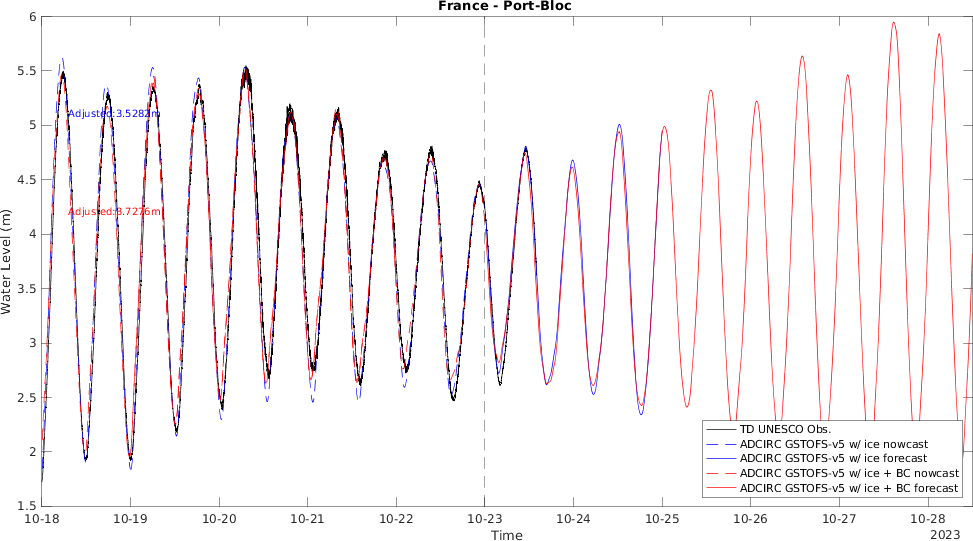 France - Port-Bloc
Water Level (m)
6
5.5
5
4.5
4
3.5
3
2.5
2
1.5
Adjusted:3.5282m
Adjusted:3.7276m
TD UNESCO Obs.
ADCIRC GSTOFS-v5 w/ ice nowcast
ADCIRC GSTOFS-v5 w/ ice forecast
ADCIRC GSTOFS-v5 w/ ice + BC nowcast
ADCIRC GSTOFS-v5 w/ ice + BC forecast
10-18 10-19 10-20 10-21 10-22 10-23 10-24 10-25 10-26 10-27 10-28
Time
2023